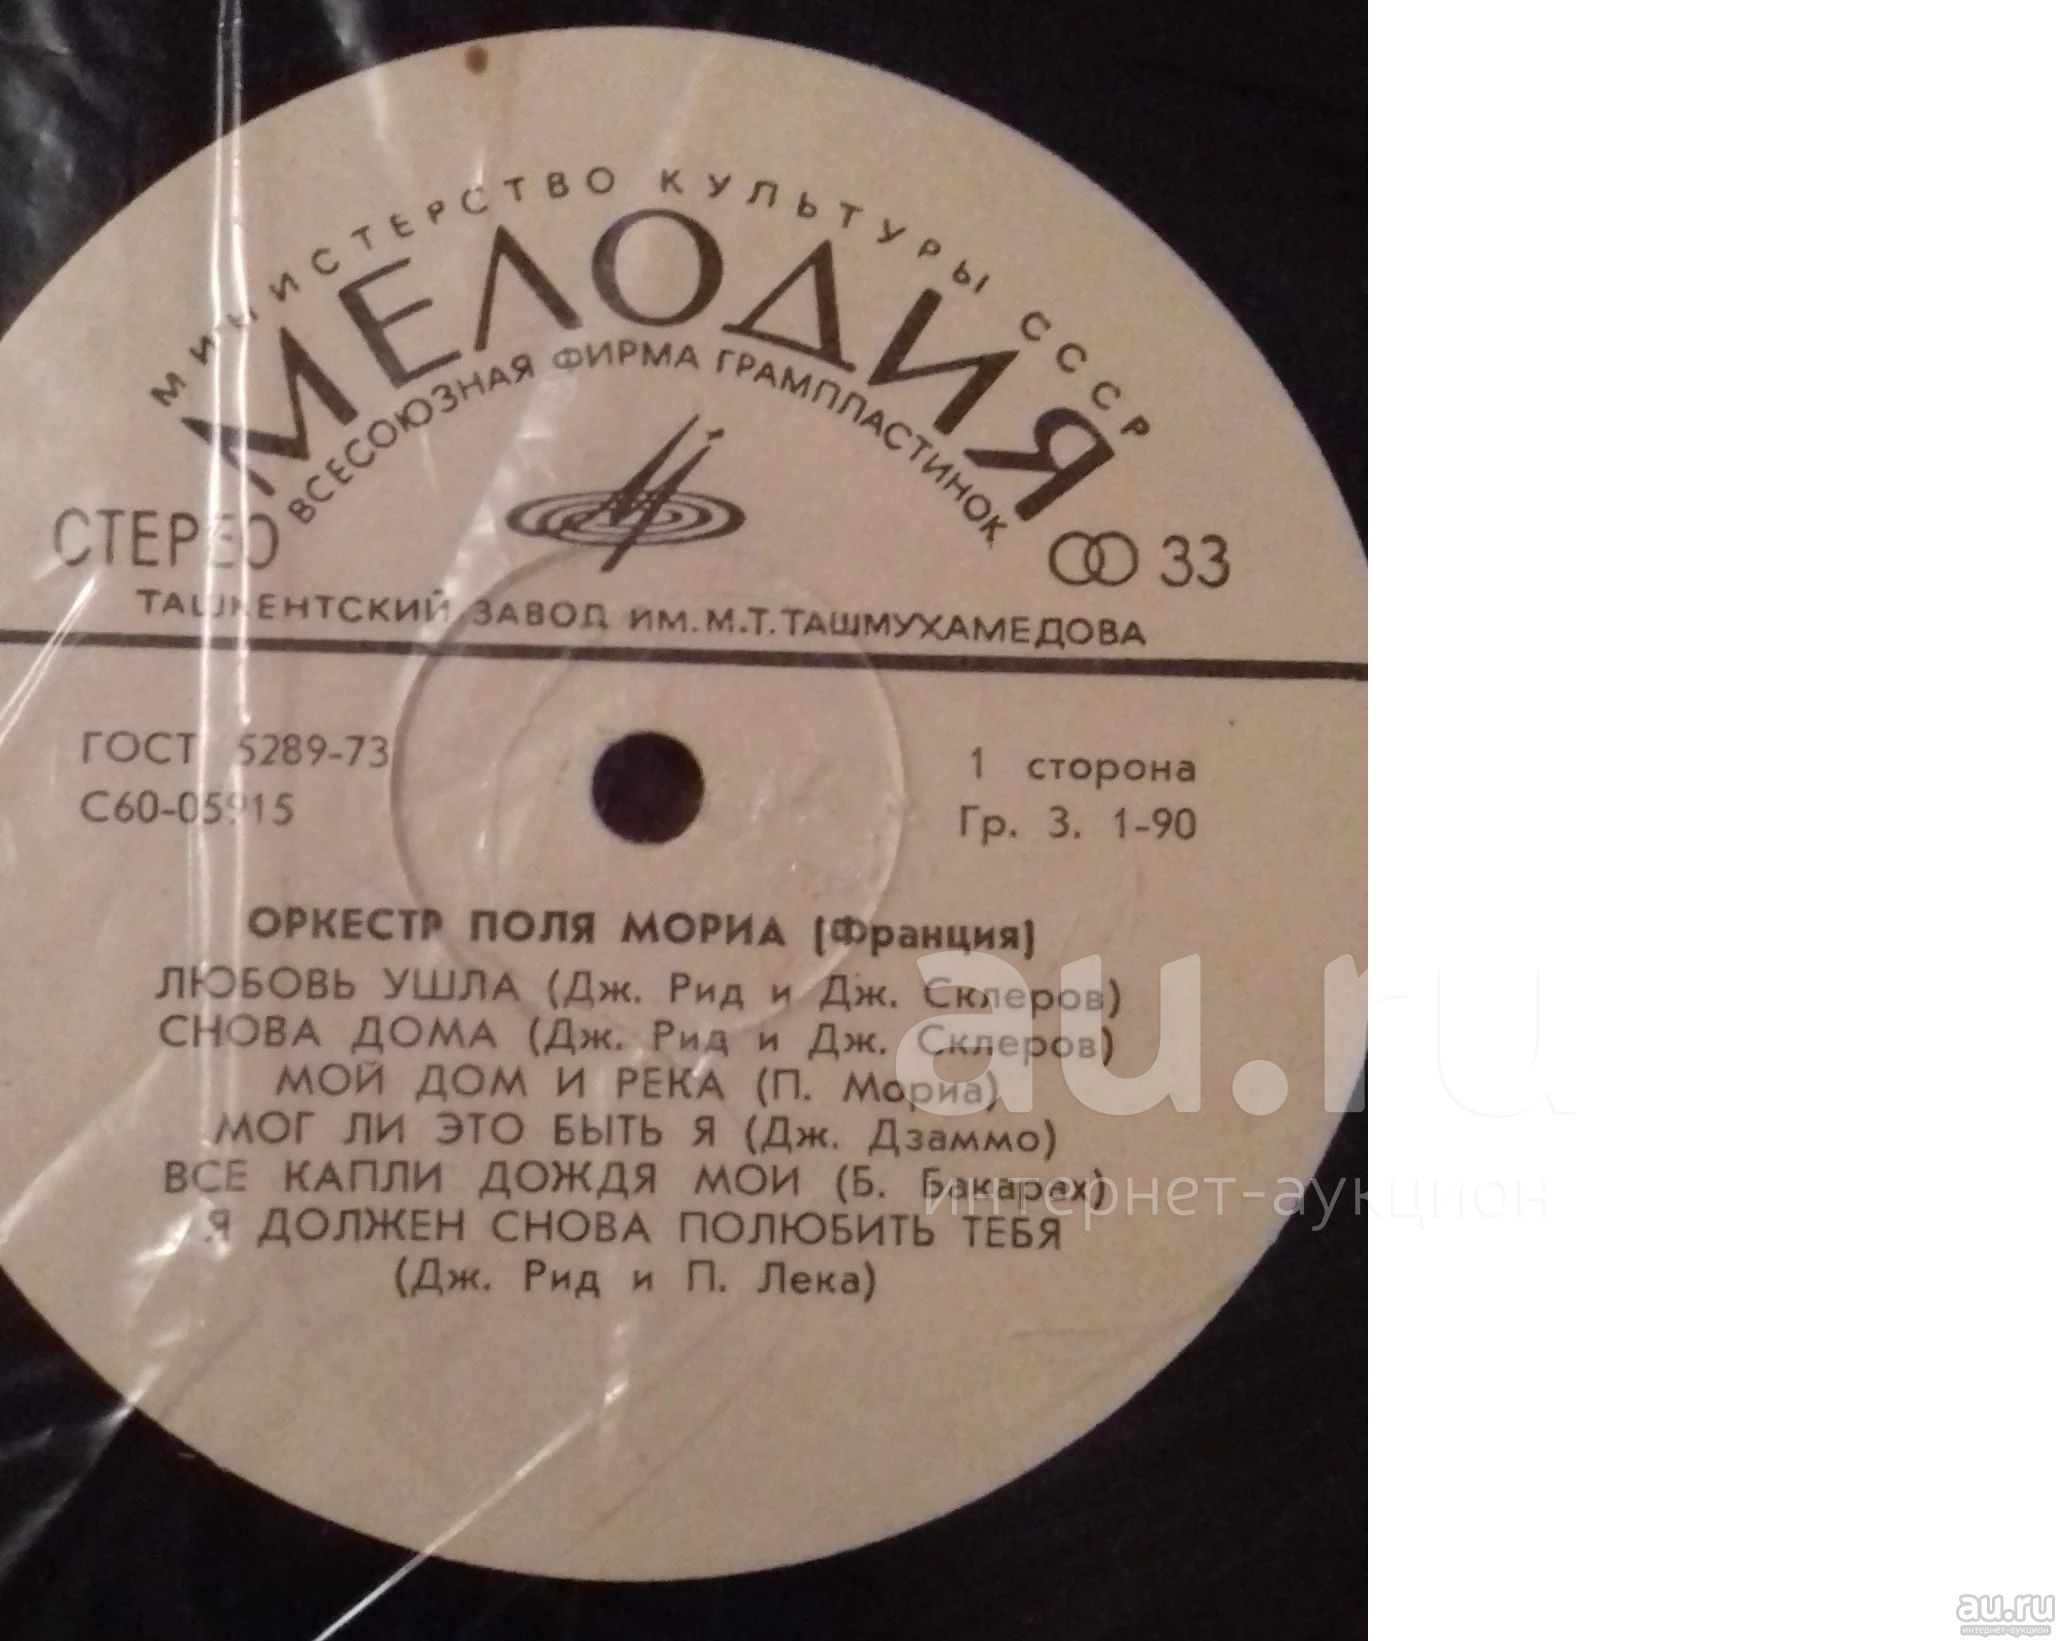 МИНИСТЕРСТВО КУЛЬТУРЫ СССР
МЕЛОДИЯ
ВСЕСОЮЗНАЯ ФИРМА ГРАМПЛАСТИНОК
СТЕРЕО
33
ТАШКЕНТСКИЙ ЗАВОД ИМ. М. Т. ТАШМУХАМЕДОВА
ГОСТ 5289-73
1 сторона
С60-05915
Гр. 3. 1-90
ОРКЕСТР ПОЛЯ МОРИА (Франция)
ЛЮБОВЬ УШЛА (Дж. Рид и Дж. Склеров)
СНОВА ДОМА (Дж. Рид и Дж. Склеров)
МОЙ ДОМ И РЕКА (П. Мориа)
МОГ ЛИ ЭТО БЫТЬ Я (Дж. Дзаммо)
ВСЕ КАПЛИ ДОЖДЯ МОИ (Б. Бакарах)
Я ДОЛЖЕН СНОВА ПОЛЮБИТЬ ТЕБЯ
(Дж. Рид и П. Лека)
au.ru
интернет-аукцион
au.ru
интернет-аукцион